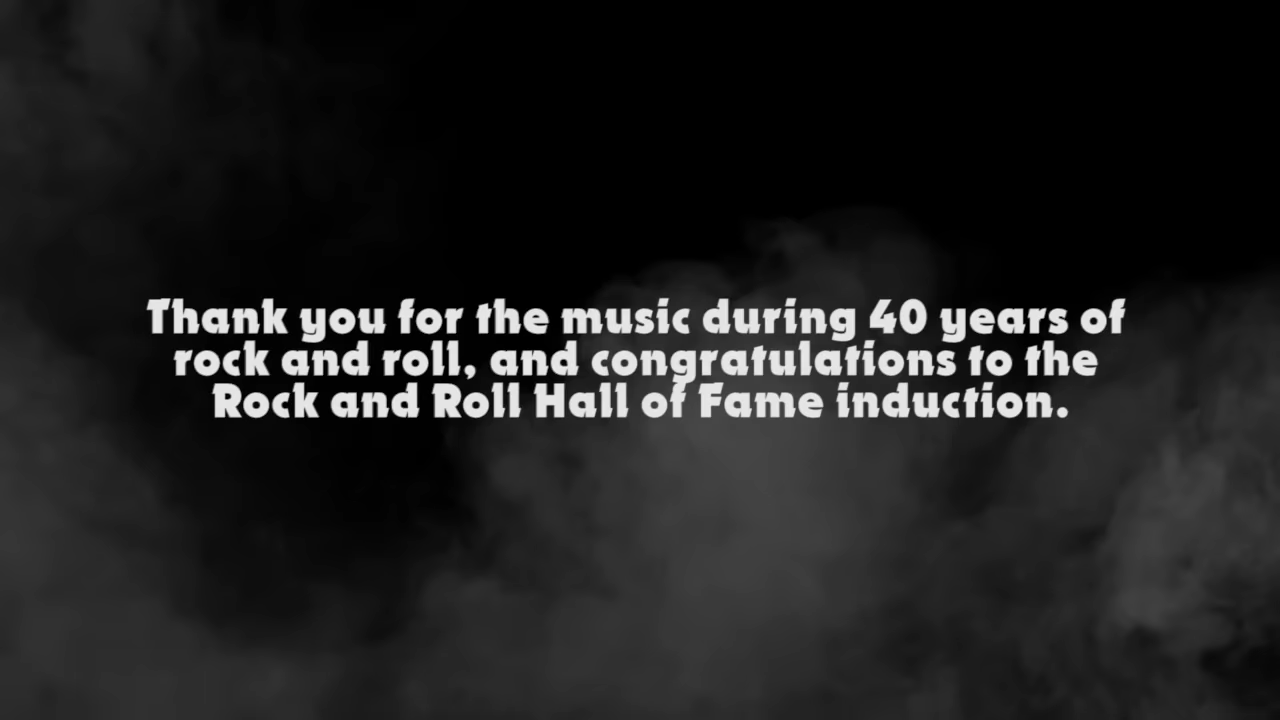 Thank you for the music during 40 years of
rock and roll, and congratulations to the
Rock and Roll Hall of Fame induction.